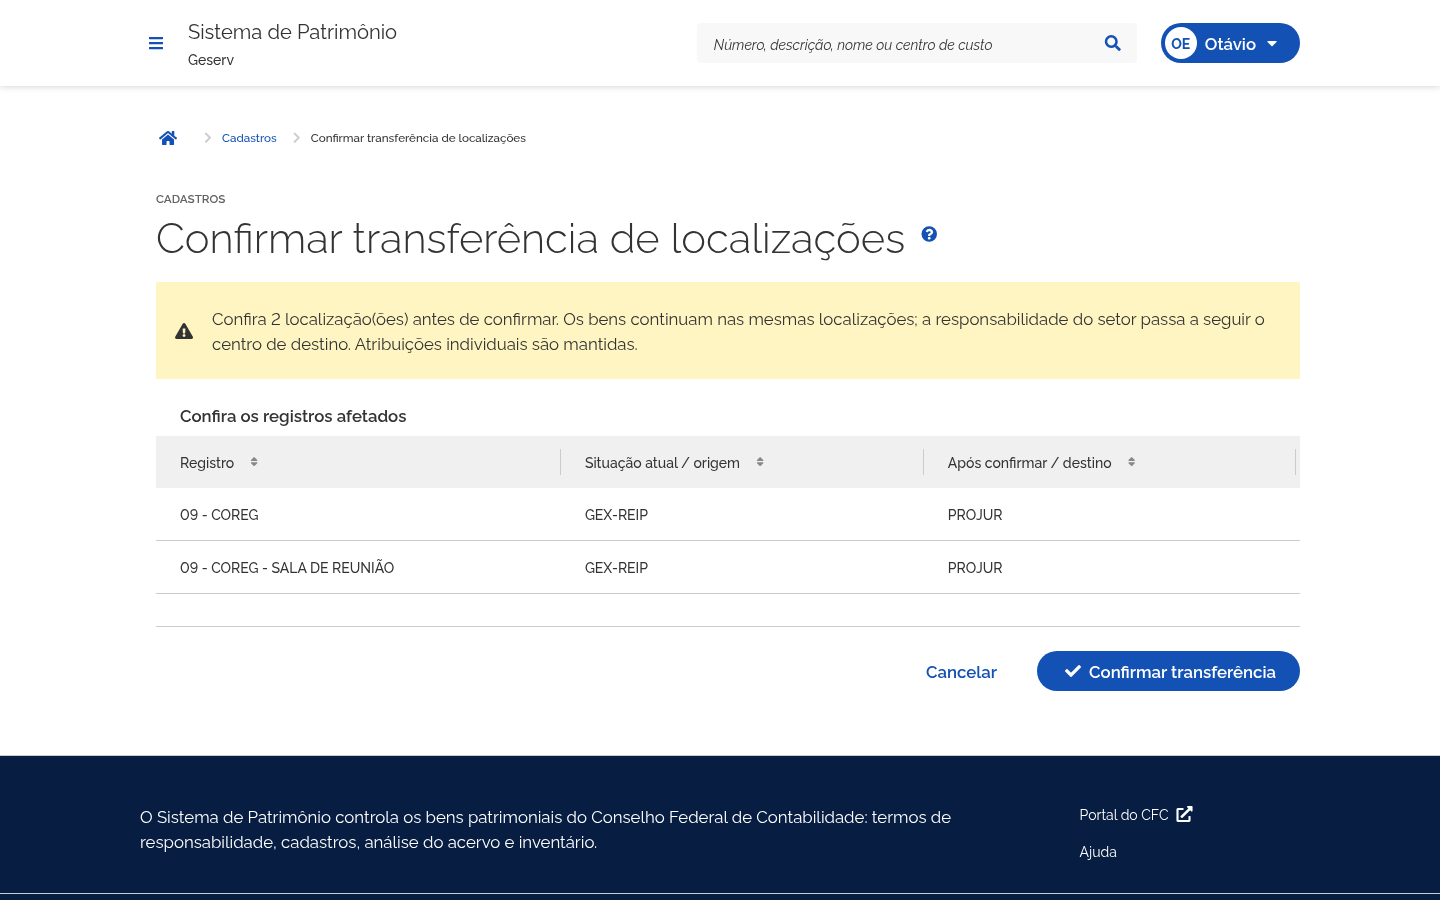 Sistema de Patrimônio
Geserv
Número, descrição, nome ou centro de custo
OE Otávio
Cadastros
Confirmar transferência de localizações
CADASTROS
Confirmar transferência de localizações
Confira 2 localização(ões) antes de confirmar. Os bens continuam nas mesmas localizações; a responsabilidade do setor passa a seguir o
centro de destino. Atribuições individuais são mantidas.
Confira os registros afetados
Registro Situação atual / origem Após confirmar / destino
09 - COREG GEX-REIP PROJUR
09 - COREG - SALA DE REUNIÃO GEX-REIP PROJUR
Cancelar Confirmar transferência
O Sistema de Patrimônio controla os bens patrimoniais do Conselho Federal de Contabilidade: termos de
responsabilidade, cadastros, análise do acervo e inventário.
Portal do CFC
Ajuda